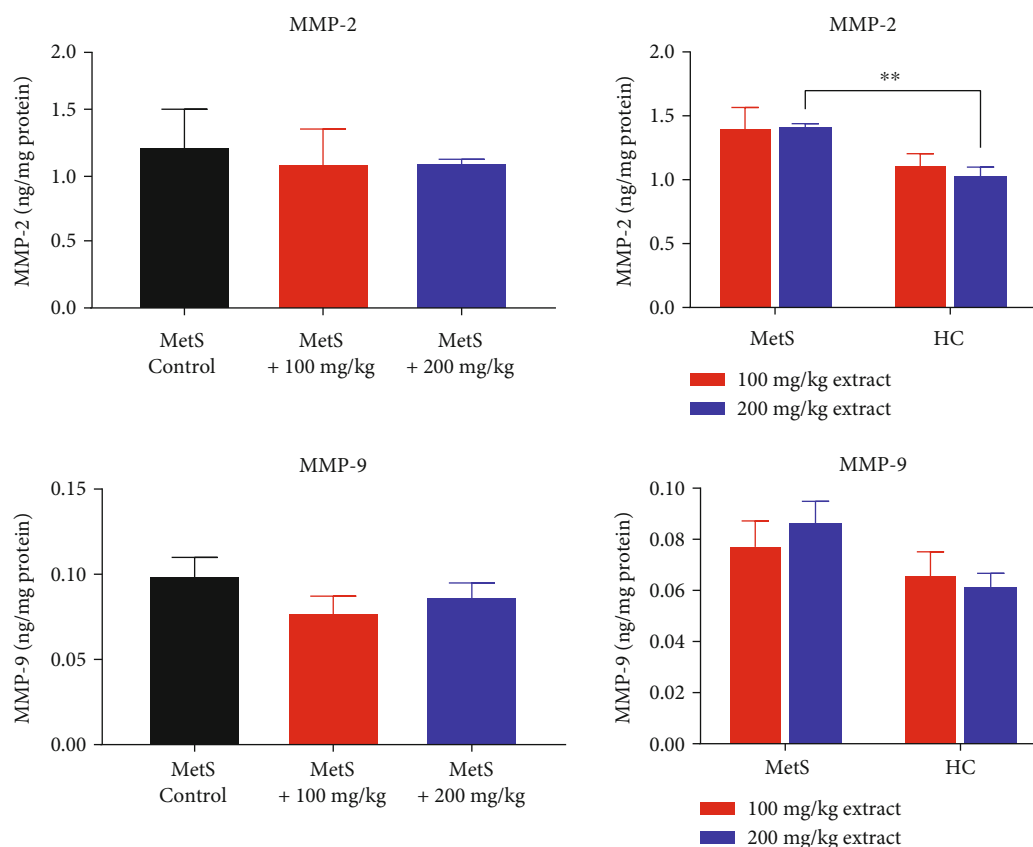 MMP-2
MMP-2 (ng/mg protein)
2.0
1.5
1.0
0.5
0.0
MetS
Control
MetS
+ 100 mg/kg
MetS
+ 200 mg/kg
MMP-2
MMP-2 (ng/mg protein)
2.0
1.5
1.0
0.5
0.0
**
MetS
HC
100 mg/kg extract
200 mg/kg extract
MMP-9
MMP-9 (ng/mg protein)
0.15
0.10
0.05
0.00
MetS
Control
MetS
+ 100 mg/kg
MetS
+ 200 mg/kg
MMP-9
MMP-9 (ng/mg protein)
0.10
0.08
0.06
0.04
0.02
0.00
MetS
HC
100 mg/kg extract
200 mg/kg extract